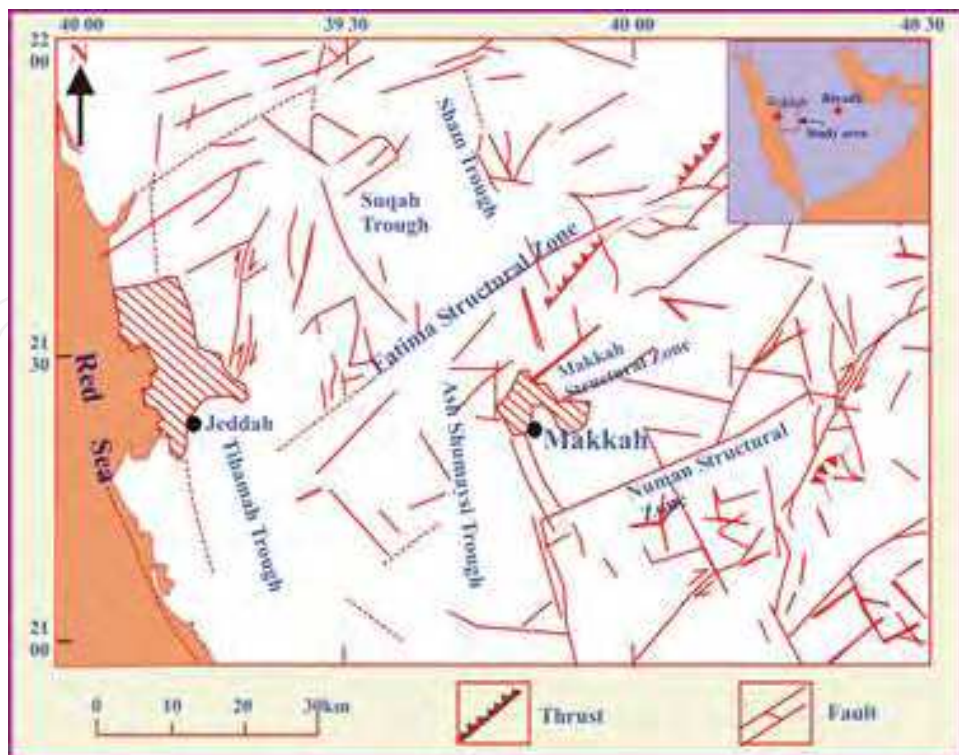 40 00
39 30
40 00
40 30
22
00
Riyadh
Study area
Sham Trough
Suqah
Trough
Fatima Structural Zone
21
30
Red
Sea
Makkah
Structural Zone
Jeddah
Makkah
Tihamah Trough
Ash Shumaysi Trough
Numan Structural
Zone
21
00
0 10 20 30km
Thrust
Fault